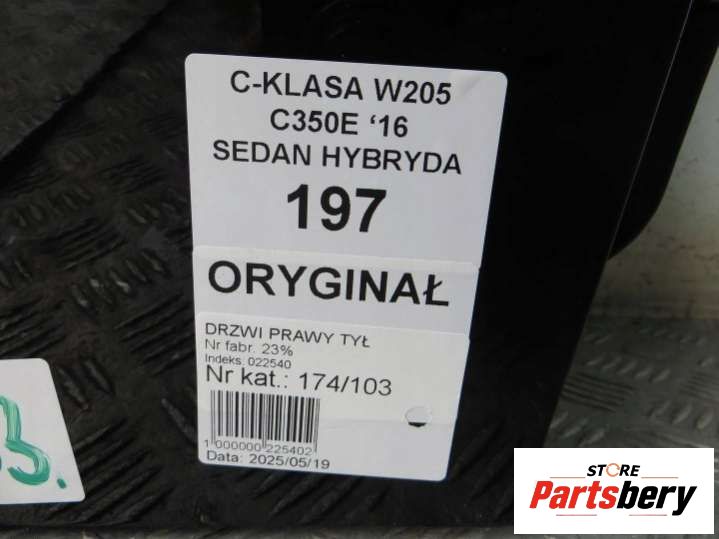 C-KLASA W205
C350E ‘16
SEDAN HYBRYDA
197
ORYGINAŁ
DRZWI PRAWY TYŁ
Nr fabr. 23%
Indeks: 022540
Nr kat.: 174/103
1 000000 225402
Data: 2025/05/19
3.
STORE
Partsbery